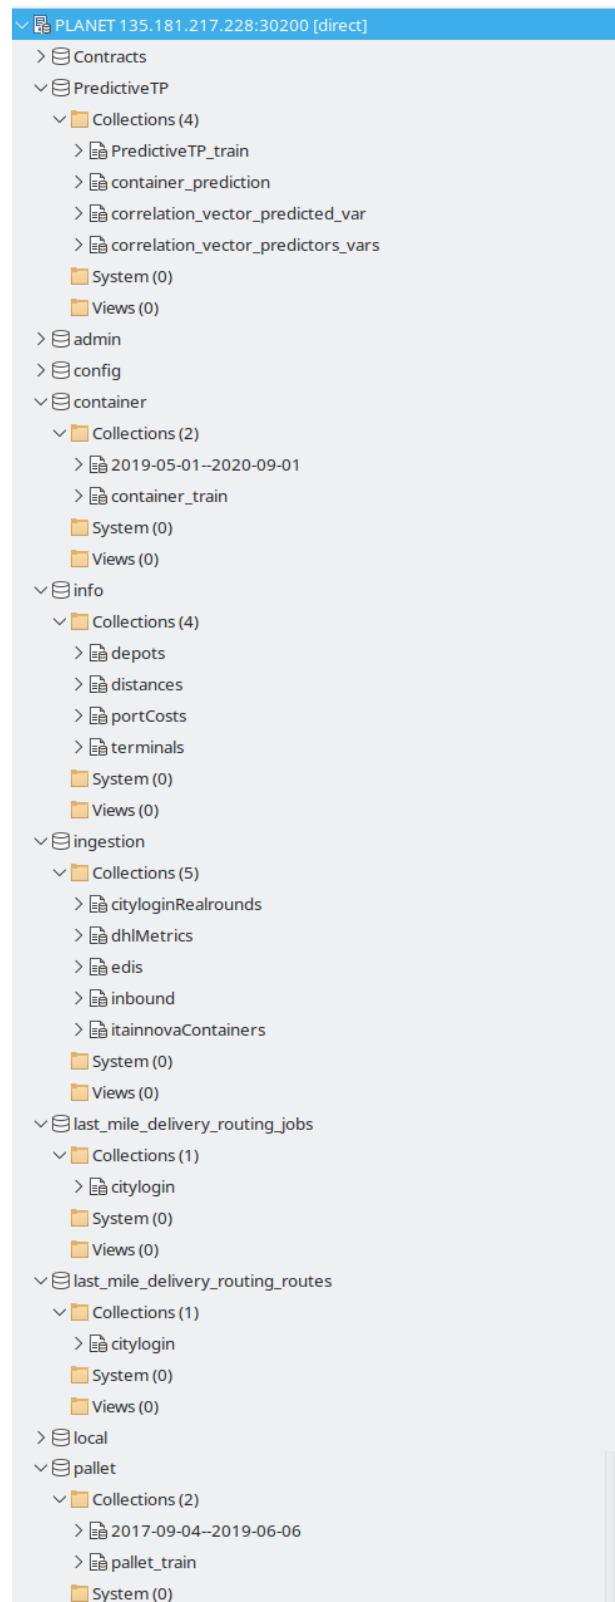 PLANET 135.181.217.228:30200 [direct]
Contracts
PredictiveTP
Collections (4)
PredictiveTP_train
container_prediction
correlation_vector_predicted_var
correlation_vector_predictors_vars
System (0)
Views (0)
admin
config
container
Collections (2)
2019-05-01--2020-09-01
container_train
System (0)
Views (0)
info
Collections (4)
depots
distances
portCosts
terminals
System (0)
Views (0)
ingestion
Collections (5)
cityloginRealrounds
dhlMetrics
edis
inbound
itainnovaContainers
System (0)
Views (0)
last_mile_delivery_routing_jobs
Collections (1)
citylogin
System (0)
Views (0)
last_mile_delivery_routing_routes
Collections (1)
citylogin
System (0)
Views (0)
local
pallet
Collections (2)
2017-09-04--2019-06-06
pallet_train
System (0)